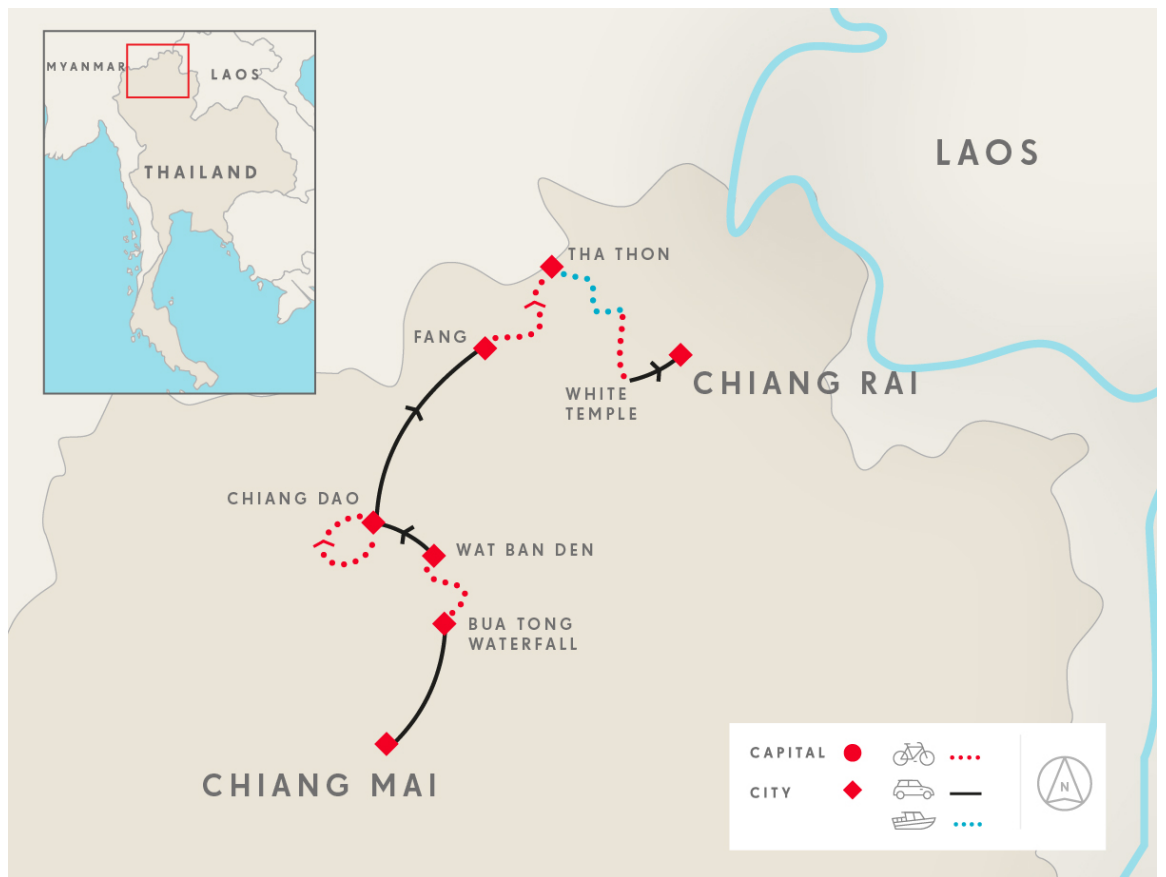 MYANMAR
LAOS
THAILAND
LAOS
THA THON
FANG
WHITE
TEMPLE
CHIANG RAI
CHIANG DAO
WAT BAN DEN
BUA TONG
WATERFALL
CHIANG MAI
CAPITAL
CITY
N